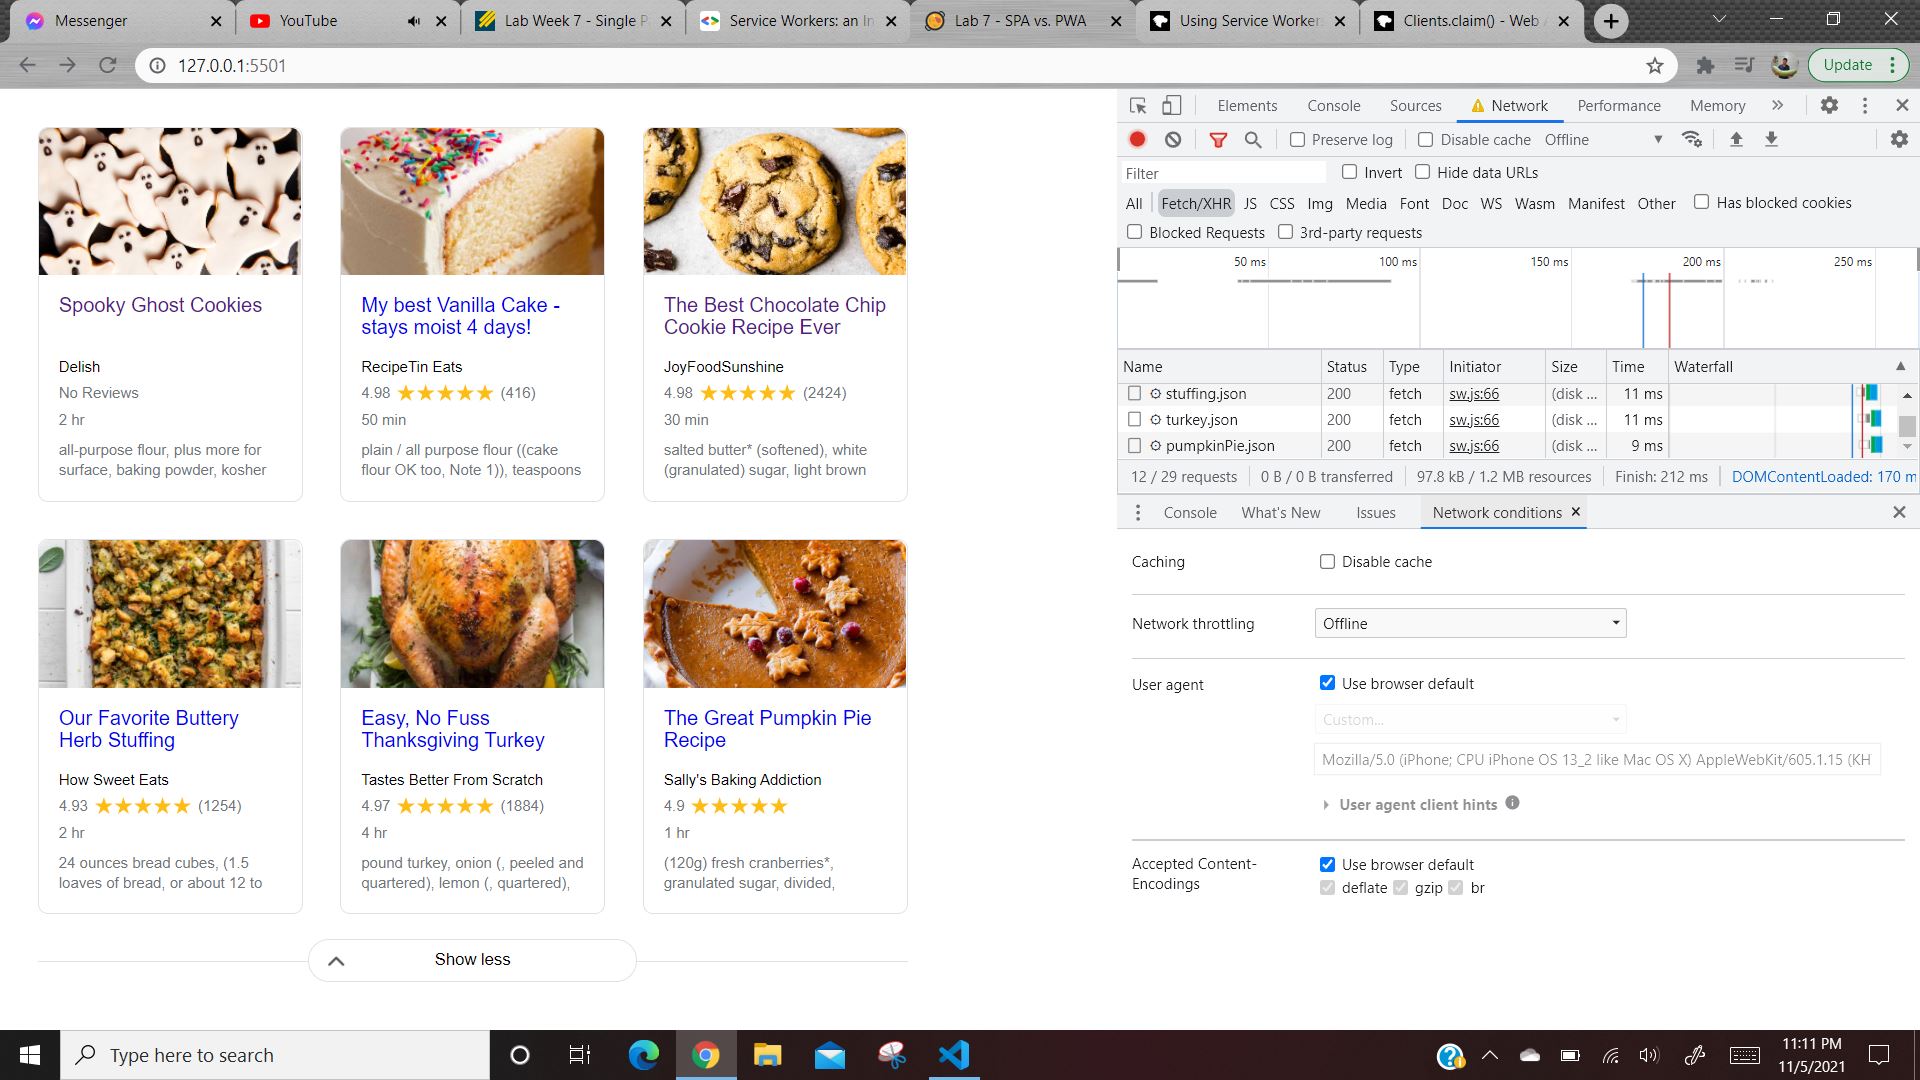 Messenger
YouTube
Lab Week 7 - Single P
Service Workers: an In
Lab 7 - SPA vs. PWA
Using Service Workers
Clients.claim() - Web A
127.0.0.1:5501
Update
Elements Console Sources Network Performance Memory
Preserve log Disable cache Offline
Filter Invert Hide data URLs
All Fetch/XHR JS CSS Img Media Font Doc WS Wasm Manifest Other Has blocked cookies
Blocked Requests 3rd-party requests
50 ms 100 ms 150 ms 200 ms 250 ms
Name Status Type Initiator Size Time Waterfall
stuffing.json 200 fetch sw.js:66 (disk ... 11 ms
turkey.json 200 fetch sw.js:66 (disk ... 11 ms
pumpkinPie.json 200 fetch sw.js:66 (disk ... 9 ms
12 / 29 requests 0 B / 0 B transferred 97.8 kB / 1.2 MB resources Finish: 212 ms DOMContentLoaded: 170 m
Console What's New Issues Network conditions
Caching Disable cache
Network throttling Offline
User agent Use browser default
Custom...
Mozilla/5.0 (iPhone; CPU iPhone OS 13_2 like Mac OS X) AppleWebKit/605.1.15 (KH
User agent client hints
Accepted Content-
Encodings
Use browser default
deflate gzip br
Spooky Ghost Cookies
Delish
No Reviews
2 hr
all-purpose flour, plus more for
surface, baking powder, kosher
My best Vanilla Cake -
stays moist 4 days!
RecipeTin Eats
4.98 (416)
50 min
plain / all purpose flour ((cake
flour OK too, Note 1)), teaspoons
The Best Chocolate Chip
Cookie Recipe Ever
JoyFoodSunshine
4.98 (2424)
30 min
salted butter* (softened), white
(granulated) sugar, light brown
Our Favorite Buttery
Herb Stuffing
How Sweet Eats
4.93 (1254)
2 hr
24 ounces bread cubes, (1.5
loaves of bread, or about 12 to
Easy, No Fuss
Thanksgiving Turkey
Tastes Better From Scratch
4.97 (1884)
4 hr
pound turkey, onion (, peeled and
quartered), lemon (, quartered),
The Great Pumpkin Pie
Recipe
Sally's Baking Addiction
4.9
1 hr
(120g) fresh cranberries*,
granulated sugar, divided,
Show less
Type here to search
11:11 PM
11/5/2021